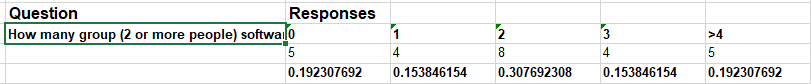 Question Responses
How many group (2 or more people) softwar 0 1 2 3 >4
5 4 8 4 5
0.192307692 0.153846154 0.307692308 0.153846154 0.192307692